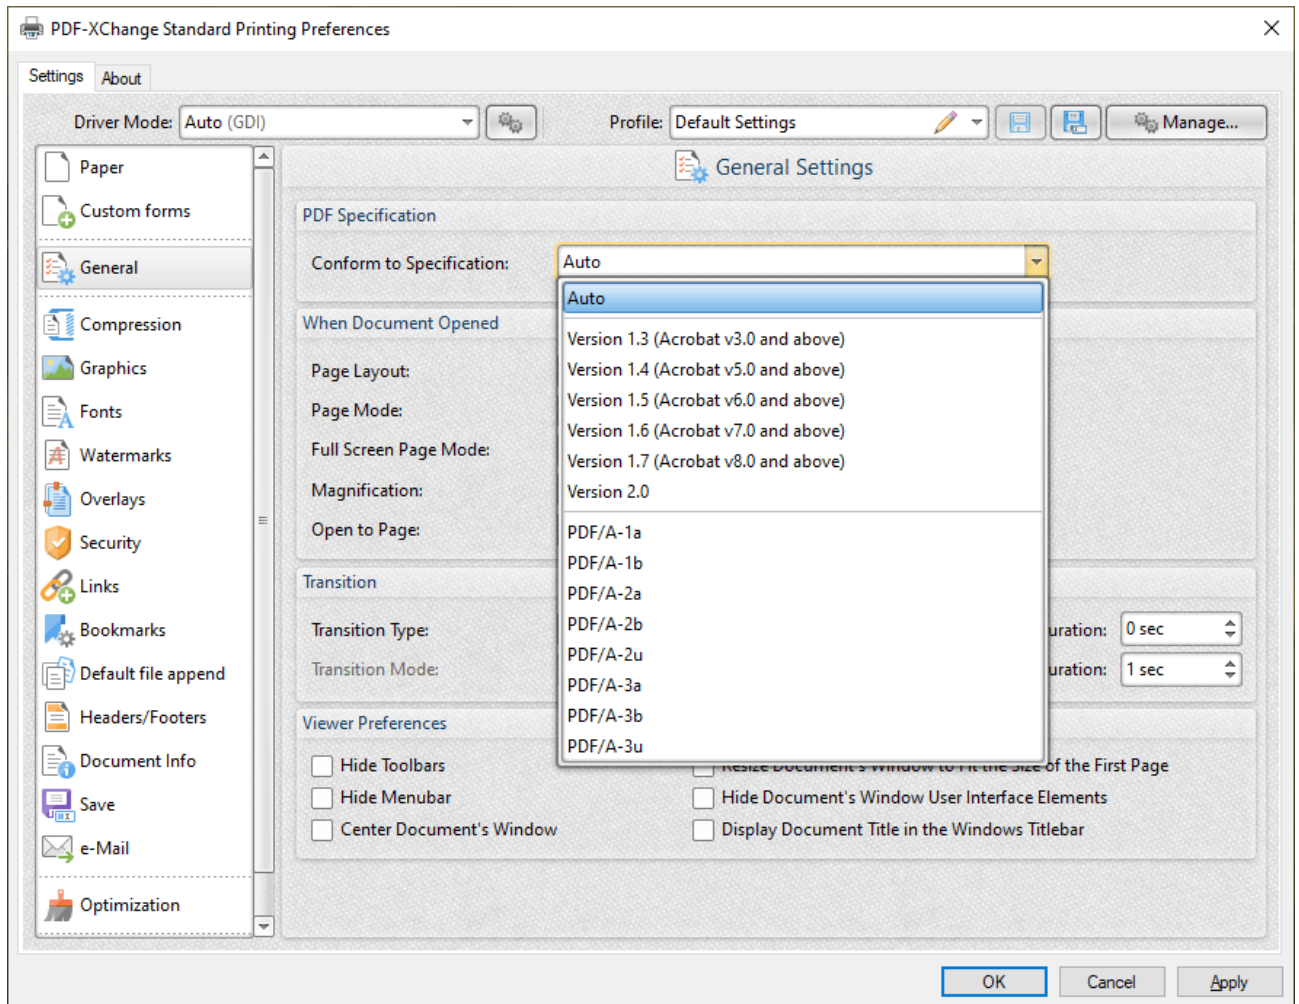 PDF-XChange Standard Printing Preferences
Settings About
Driver Mode: Auto (GDI) Profile: Default Settings Manage...
Paper
Custom forms
General
Compression
Graphics
Fonts
Watermarks
Overlays
Security
Links
Bookmarks
Default file append
Headers/Footers
Document Info
Save
e-Mail
Optimization
General Settings
PDF Specification
Conform to Specification: Auto
Auto
Version 1.3 (Acrobat v3.0 and above)
Version 1.4 (Acrobat v5.0 and above)
Version 1.5 (Acrobat v6.0 and above)
Version 1.6 (Acrobat v7.0 and above)
Version 1.7 (Acrobat v8.0 and above)
Version 2.0
PDF/A-1a
PDF/A-1b
PDF/A-2a
PDF/A-2b
PDF/A-2u
PDF/A-3a
PDF/A-3b
PDF/A-3u
When Document Opened
Page Layout:
Page Mode:
Full Screen Page Mode:
Magnification:
Open to Page:
Transition
Transition Type: uration: 0 sec
Transition Mode: uration: 1 sec
Viewer Preferences
Hide Toolbars Resize Document's Window to Fit the Size of the First Page
Hide Menubar Hide Document's Window User Interface Elements
Center Document's Window Display Document Title in the Windows Titlebar
OK Cancel Apply